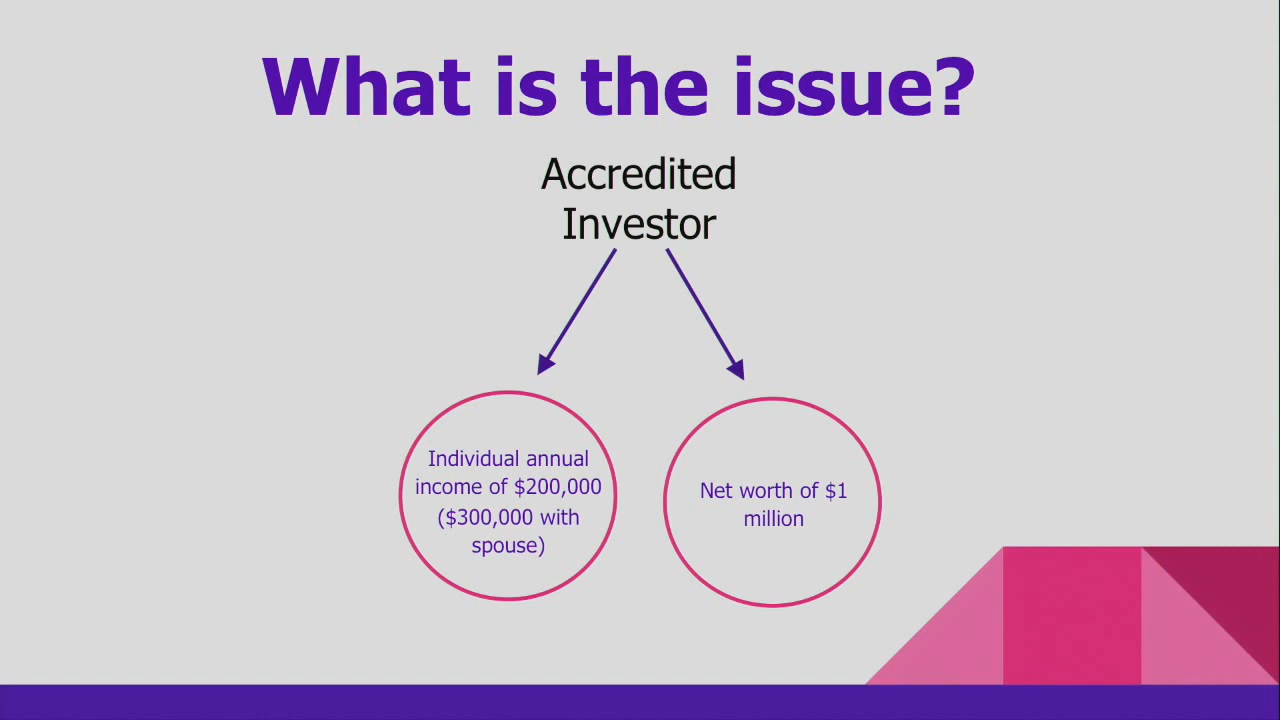 What is the issue?
Accredited
Investor
Individual annual
income of $200,000
($300,000 with
spouse)
Net worth of $1
million